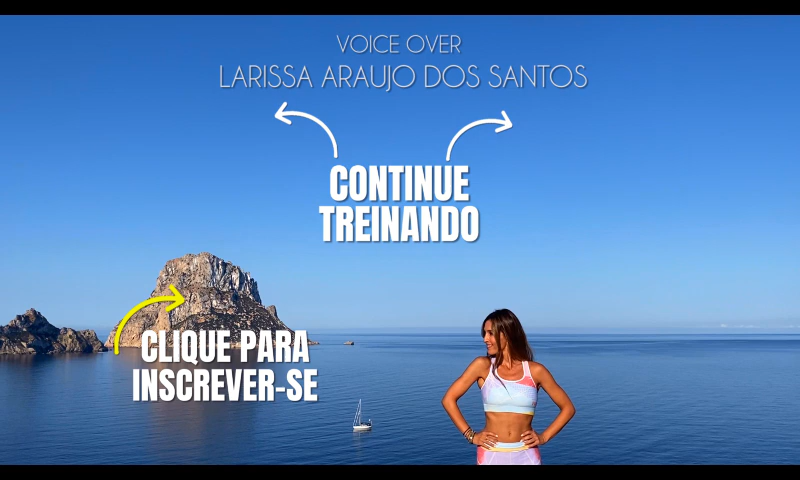 VOICE OVER
LARISSA ARAUJO DOS SANTOS
CONTINUE
TREINANDO
CLIQUE PARA
INSCREVER-SE